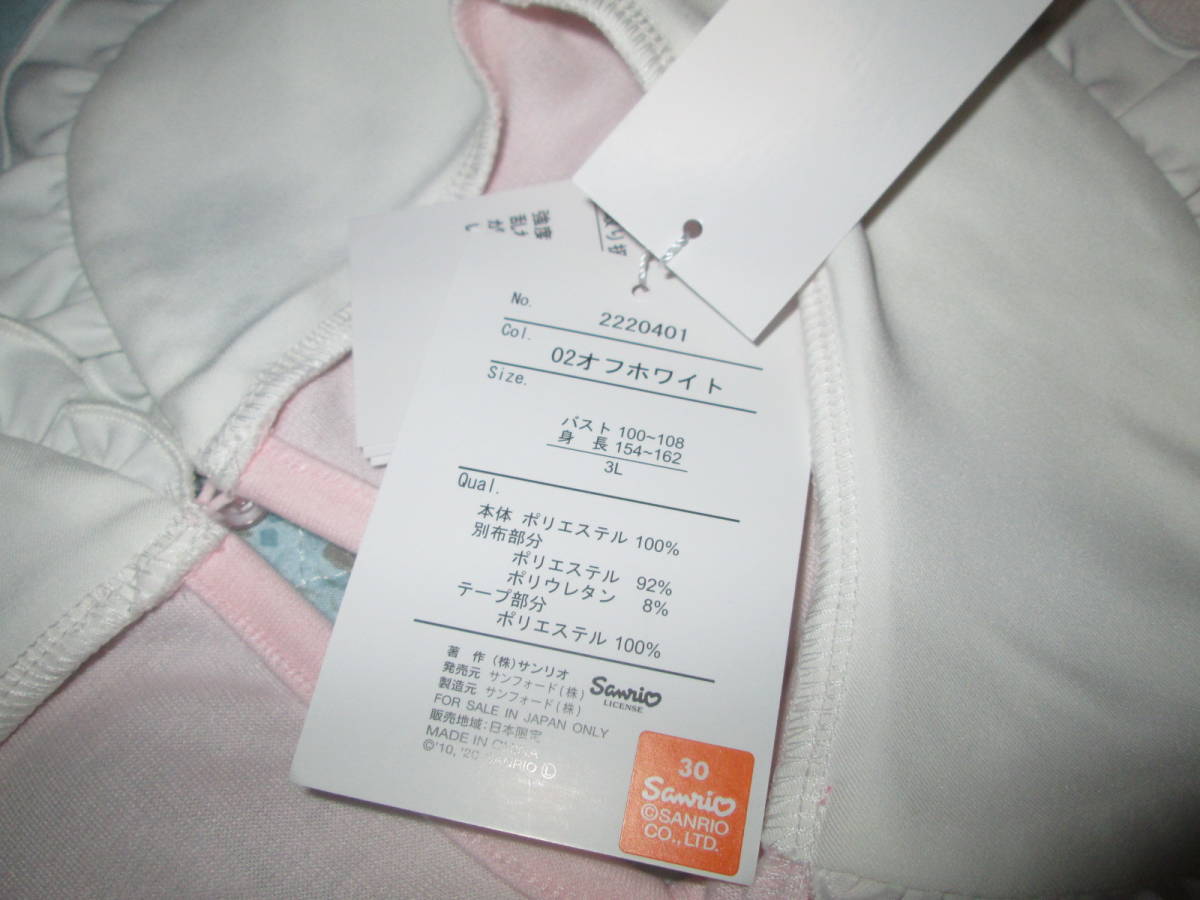 No. 2220401
Col. 02オフホワイト
Size.
バスト 100~108
身 長 154~162
3L
Qual.
本体 ポリエステル 100%
別布部分
ポリエステル 92%
ポリウレタン 8%
テープ部分
ポリエステル 100%
著 作 (株)サンリオ
発売元 サンフォード(株)
製造元 サンフォード(株)
Sanrio
LICENSE
FOR SALE IN JAPAN ONLY
販売地域:日本限定
MADE IN CHINA
©'10, '20 SANRIO Ⓛ
30
Sanrio
©SANRIO
CO., LTD.